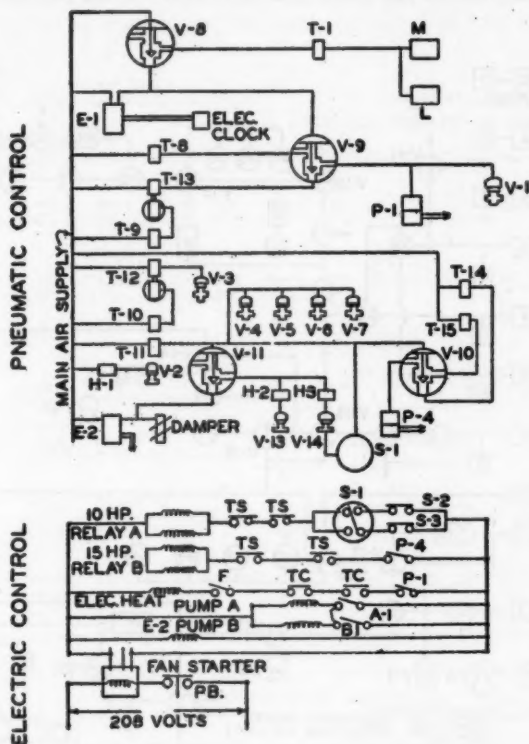 PNEUMATIC CONTROL
MAIN AIR SUPPLY
V-8
T-1
M
L
E-1
ELEC.
CLOCK
V-9
T-8
T-13
P-1
V-1
T-9
T-12
V-3
T-14
T-10
V-4 V-5 V-6 V-7
T-15
T-11
V-11
V-10
H-1
V-2
H-2
H3
P-4
E-2
DAMPER
V-13 V-14
S-1
ELECTRIC CONTROL
10 HP.
RELAY A
TS
TS
S-1
S-2
S-3
15 HP.
RELAY B
TS
TS
P-4
ELEC. HEAT
F
TC
TC
P-1
PUMP A
A-1
E-2 PUMP B
B1
FAN STARTER
PB.
208 VOLTS